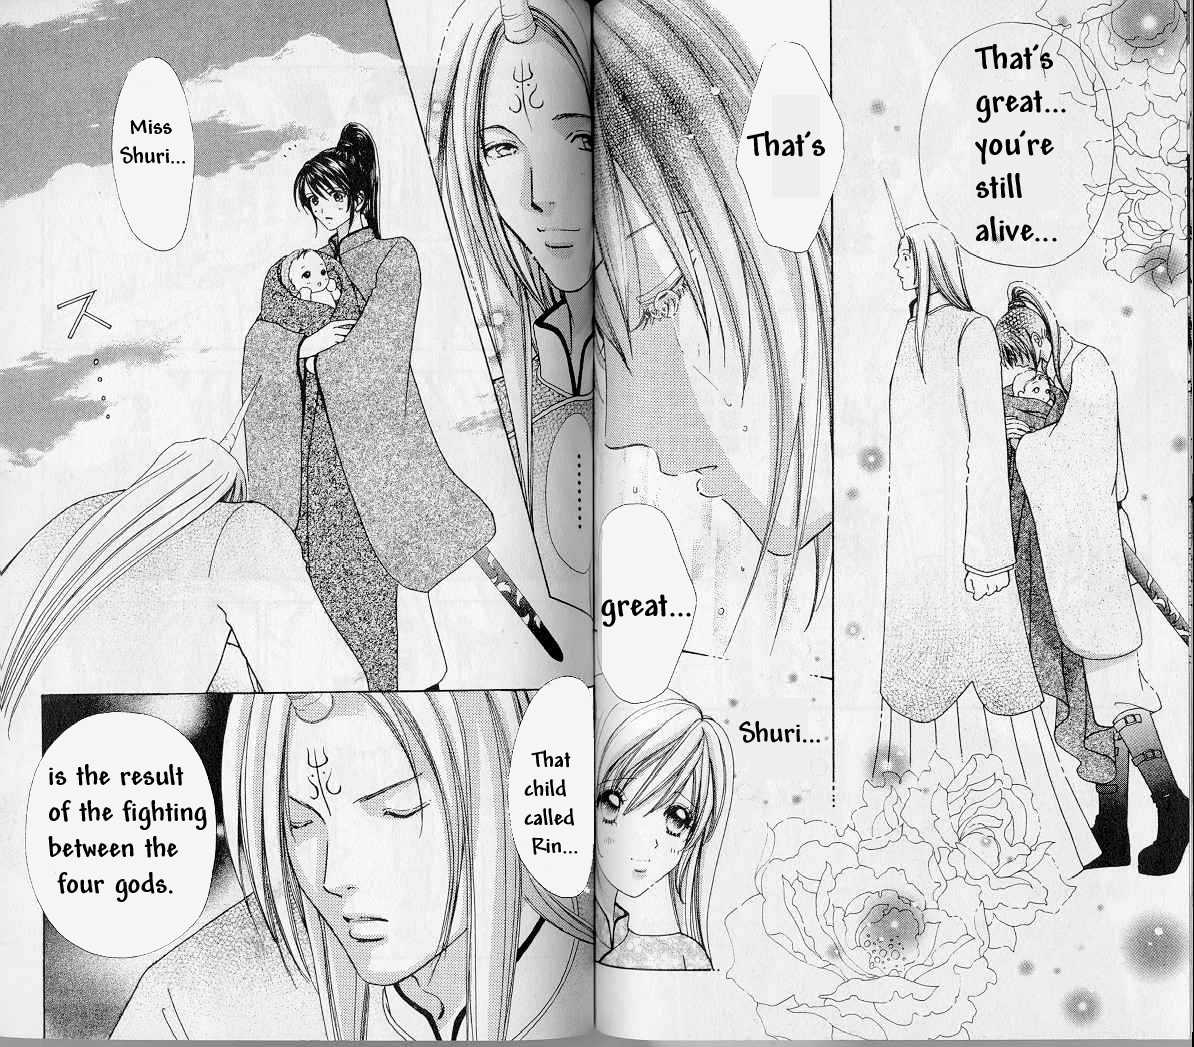 That's
great...
you're
still
alive...
That's
great...
Shuri...
.......
Miss
Shuri...
ス
That
child
called
Rin...
is the result
of the fighting
between the
four gods.